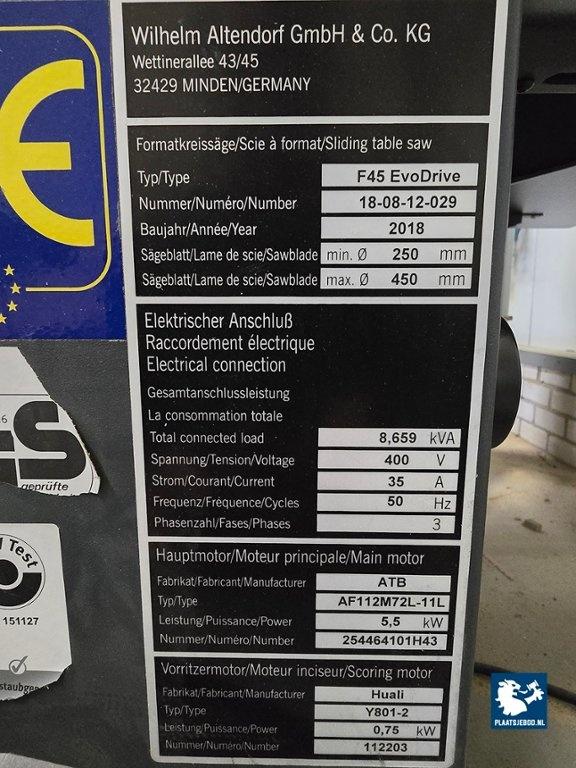 Wilhelm Altendorf GmbH & Co. KG
Wettinerallee 43/45
32429 MINDEN/GERMANY
Formatkreissäge/Scie à format/Sliding table saw
Typ/Type F45 EvoDrive
Nummer/Numéro/Number 18-08-12-029
Baujahr/Année/Year 2018
Sägeblatt/Lame de scie/Sawblade min. Ø 250 mm
Sägeblatt/Lame de scie/Sawblade max. Ø 450 mm
Elektrischer Anschluß
Raccordement électrique
Electrical connection
Gesamtanschlussleistung
La consommation totale
Total connected load 8,659 kVA
Spannung/Tension/Voltage 400 V
Strom/Courant/Current 35 A
Frequenz/Fréquence/Cycles 50 Hz
Phasenzahl/Fases/Phases 3
Hauptmotor/Moteur principale/Main motor
Fabrikat/Fabricant/Manufacturer ATB
Typ/Type AF112M72L-11L
Leistung/Puissance/Power 5,5 kW
Nummer/Numéro/Number 254464101H43
Vorritzermotor/Moteur inciseur/Scoring motor
Fabrikat/Fabricant/Manufacturer Huali
Typ/Type Y801-2
Leistung/Puissance/Power 0,75 kW
Nummer/Numéro/Number 112203
GS
geprüfte
Test
151127
PLAATSJEBOD.NL